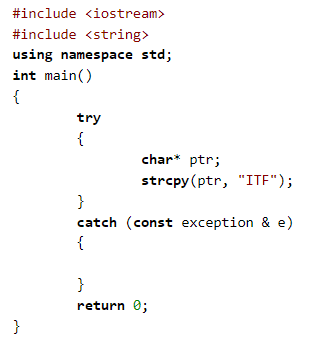 #include <iostream>
#include <string>
using namespace std;
int main()
{
        try
        {
                char* ptr;
                strcpy(ptr, "ITF");
        }
        catch (const exception & e)
        {

        }
        return 0;
}